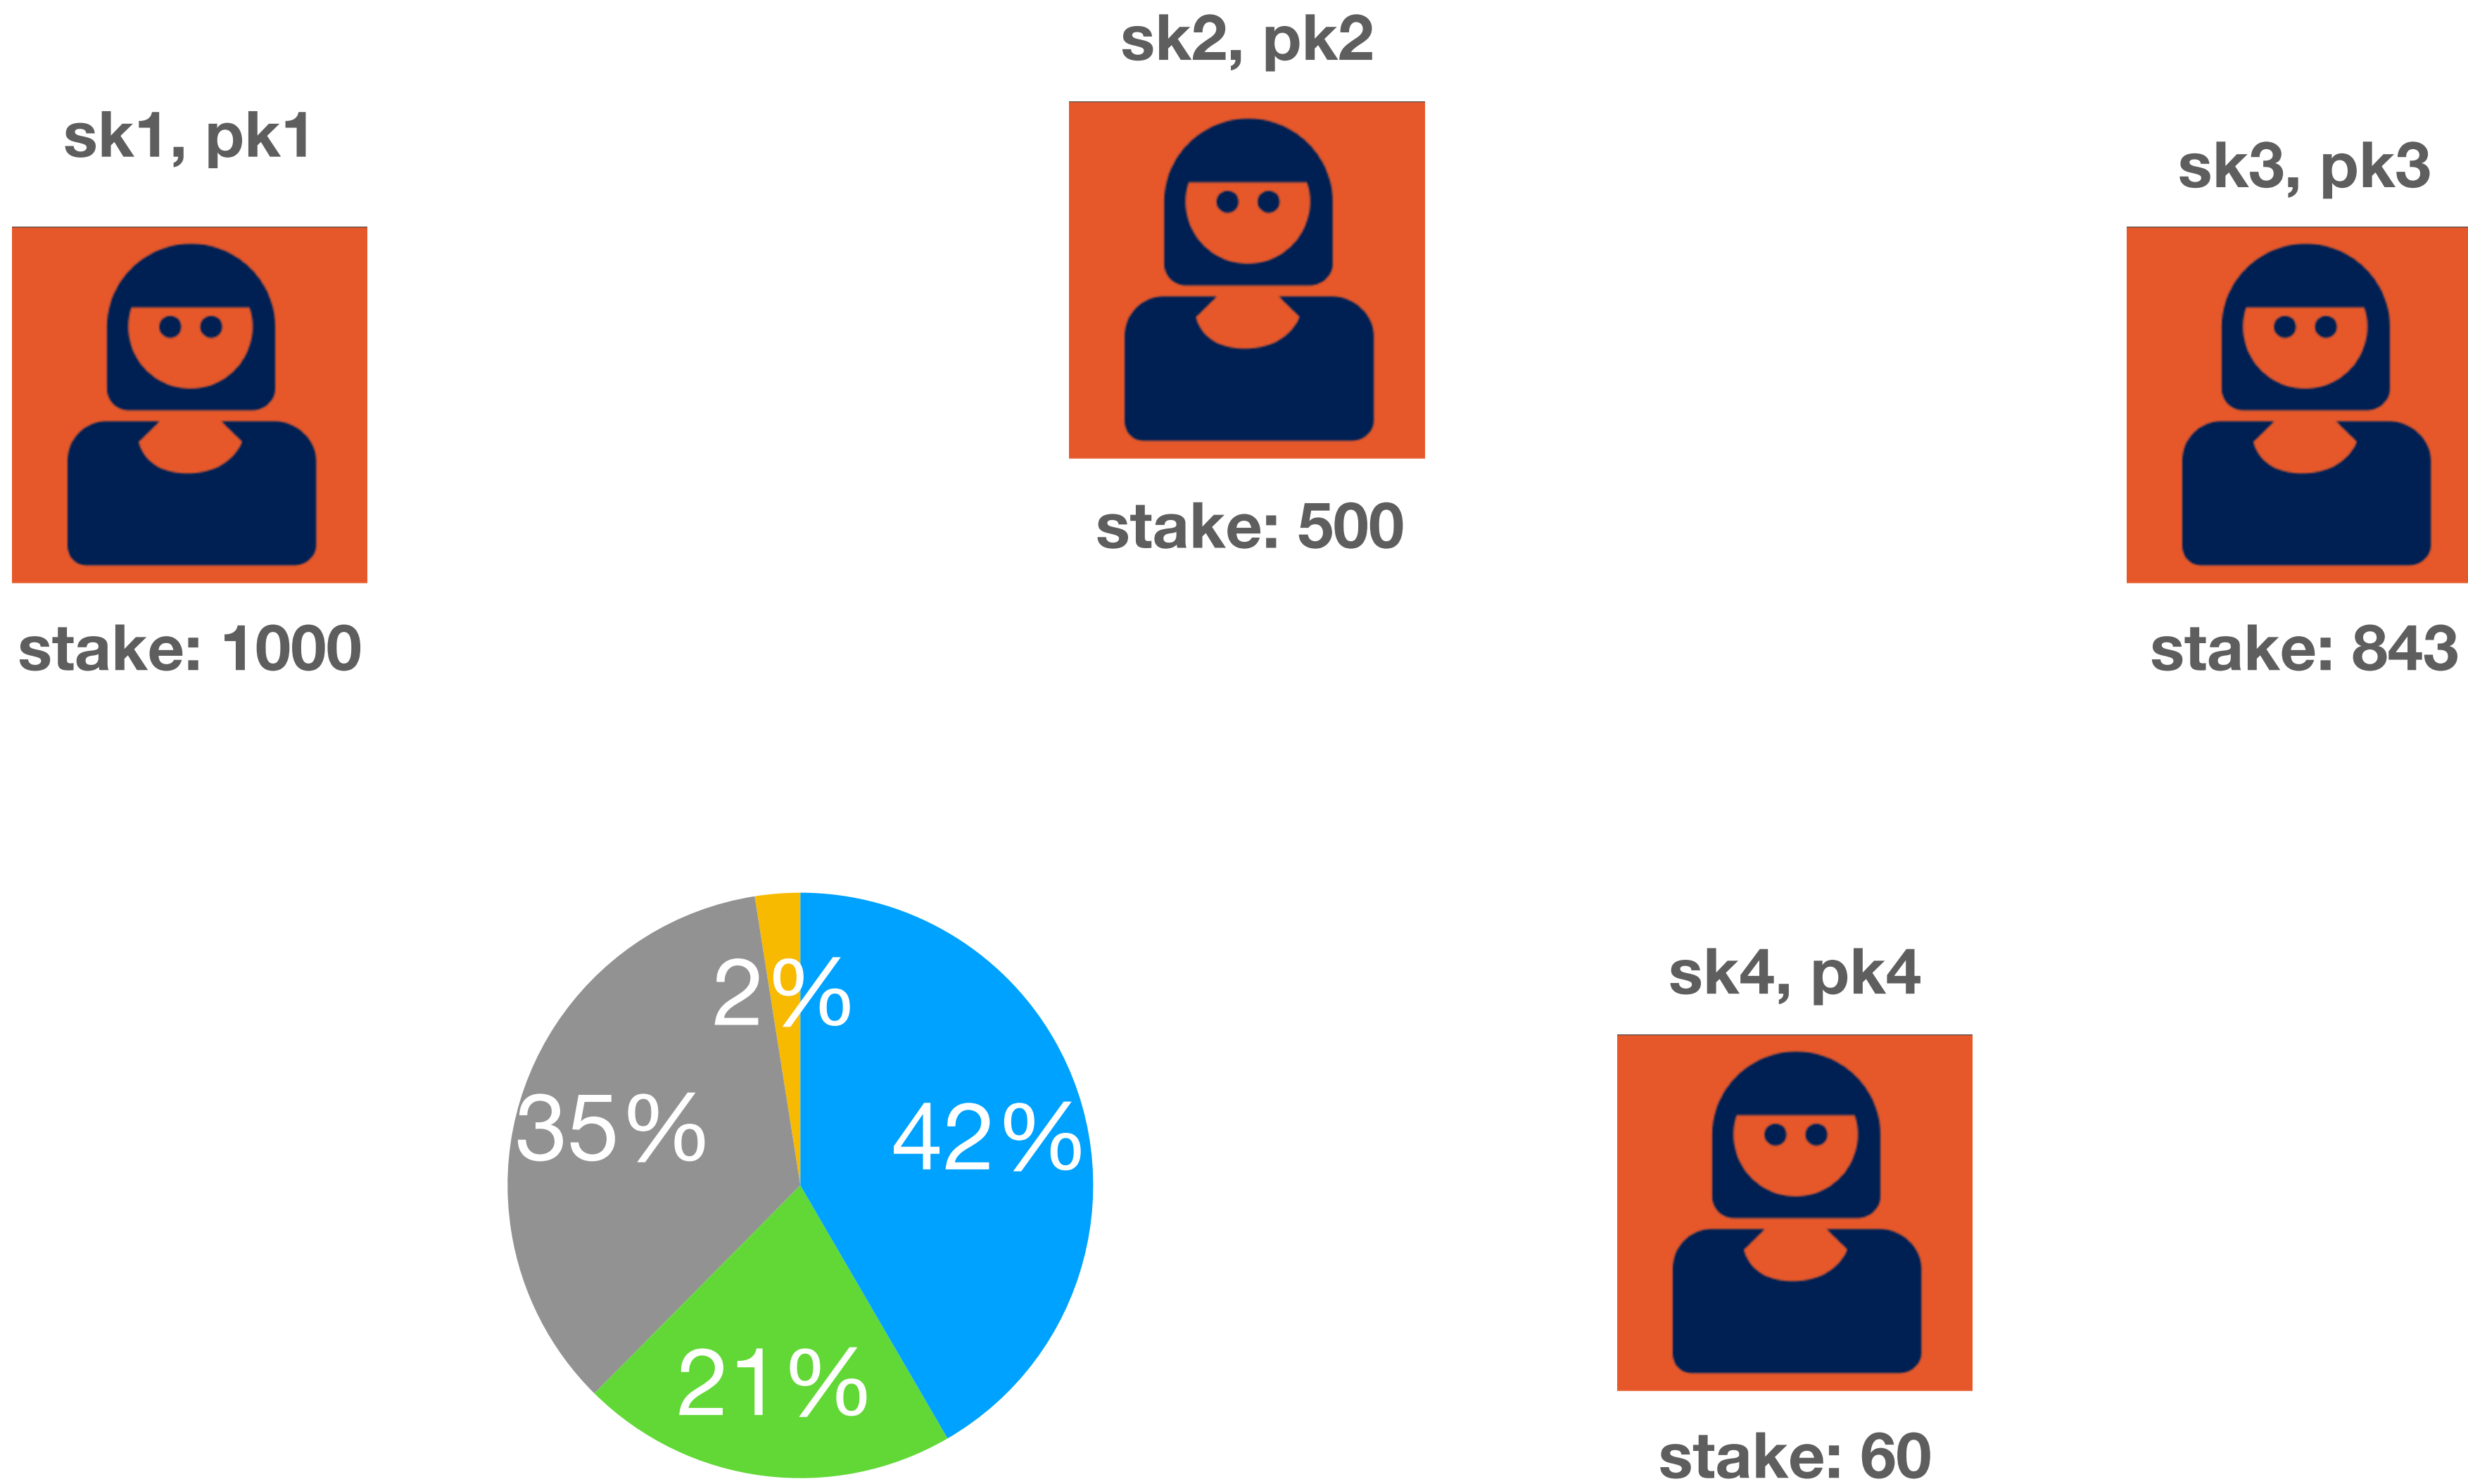 sk1, pk1
stake: 1000
sk2, pk2
stake: 500
sk3, pk3
stake: 843
2%
35%
42%
21%
sk4, pk4
stake: 60